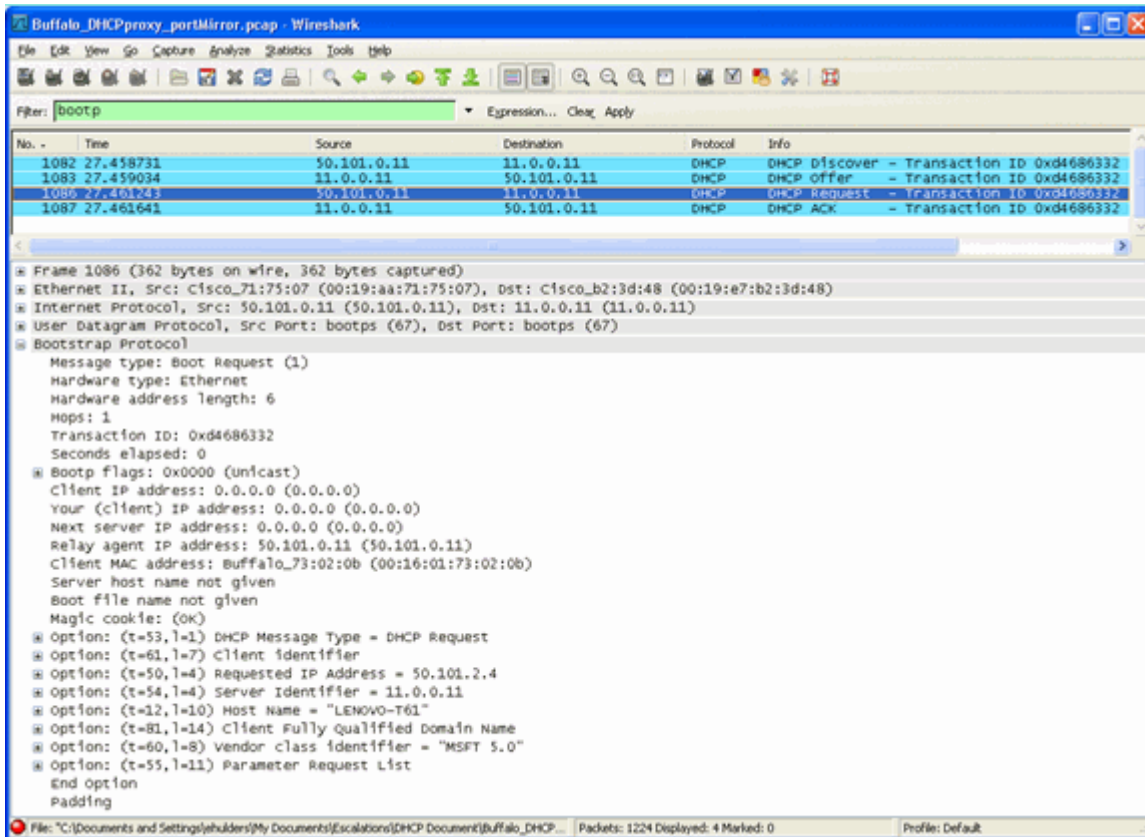 Buffalo_DHCPproxy_portMirror.pcap - Wireshark
File Edit View Go Capture Analyze Statistics Tools Help
Filter: bootp Expression... Clear Apply
No. - Time Source Destination Protocol Info
1082 27.458731 50.101.0.11 11.0.0.11 DHCP DHCP Discover - Transaction ID 0xd4686332
1083 27.459034 11.0.0.11 50.101.0.11 DHCP DHCP Offer - Transaction ID 0xd4686332
1086 27.461243 50.101.0.11 11.0.0.11 DHCP DHCP Request - Transaction ID 0xd4686332
1087 27.461641 11.0.0.11 50.101.0.11 DHCP DHCP ACK - Transaction ID 0xd4686332
Frame 1086 (362 bytes on wire, 362 bytes captured)
Ethernet II, Src: Cisco_71:75:07 (00:19:aa:71:75:07), Dst: Cisco_b2:3d:48 (00:19:e7:b2:3d:48)
Internet Protocol, Src: 50.101.0.11 (50.101.0.11), Dst: 11.0.0.11 (11.0.0.11)
User Datagram Protocol, Src Port: bootps (67), Dst Port: bootps (67)
Bootstrap Protocol
Message type: Boot Request (1)
Hardware type: Ethernet
Hardware address length: 6
Hops: 1
Transaction ID: 0xd4686332
Seconds elapsed: 0
Bootp flags: 0x0000 (Unicast)
Client IP address: 0.0.0.0 (0.0.0.0)
Your (client) IP address: 0.0.0.0 (0.0.0.0)
Next server IP address: 0.0.0.0 (0.0.0.0)
Relay agent IP address: 50.101.0.11 (50.101.0.11)
Client MAC address: Buffalo_73:02:0b (00:16:01:73:02:0b)
Server host name not given
Boot file name not given
Magic cookie: (OK)
Option: (t=53,l=1) DHCP Message Type = DHCP Request
Option: (t=61,l=7) Client identifier
Option: (t=50,l=4) Requested IP Address = 50.101.2.4
Option: (t=54,l=4) Server Identifier = 11.0.0.11
Option: (t=12,l=10) Host Name = "LENOVO-T61"
Option: (t=81,l=14) Client Fully Qualified Domain Name
Option: (t=60,l=8) Vendor class identifier = "MSFT 5.0"
Option: (t=55,l=11) Parameter Request List
End Option
Padding
File: "C:\Documents and Settings\jehulders\My Documents\Escalations\DHCP Document\Buffalo_DHCP... Packets: 1224 Displayed: 4 Marked: 0 Profile: Default